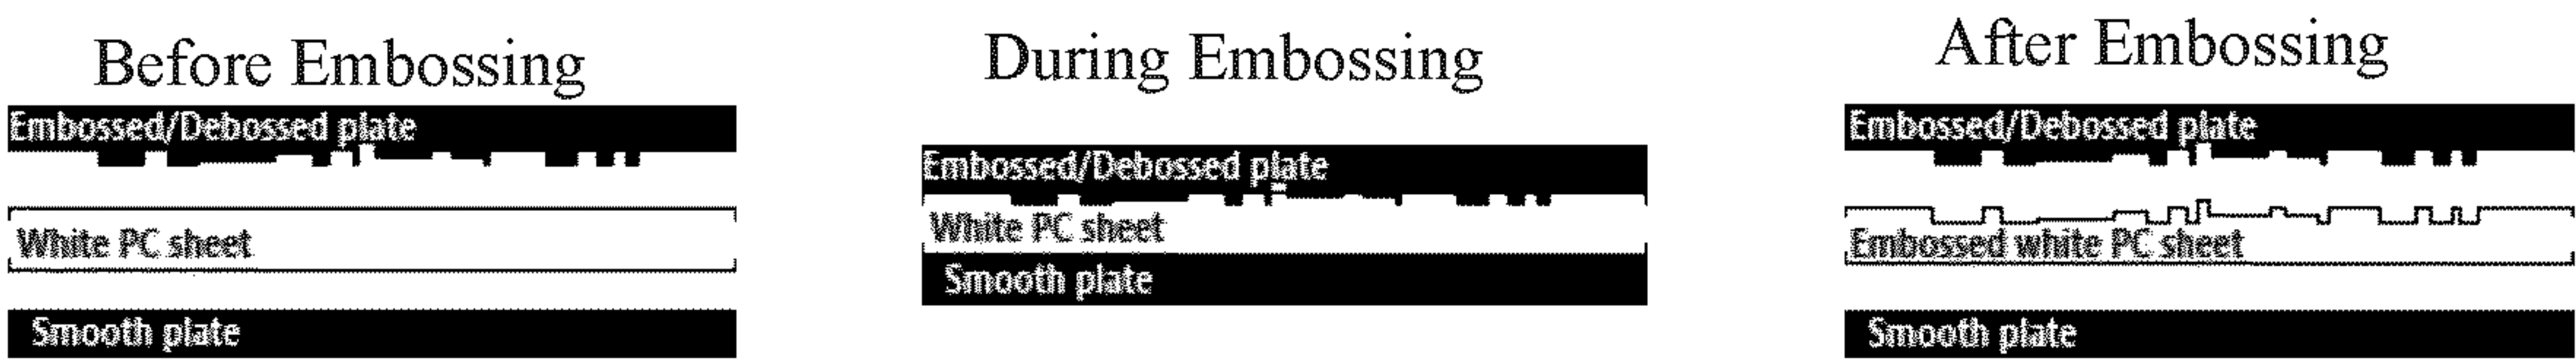 Before Embossing
Embossed/Debossed plate
White PC sheet
Smooth plate
During Embossing
Embossed/Debossed plate
White PC sheet
Smooth plate
After Embossing
Embossed/Debossed plate
Embossed white PC sheet
Smooth plate